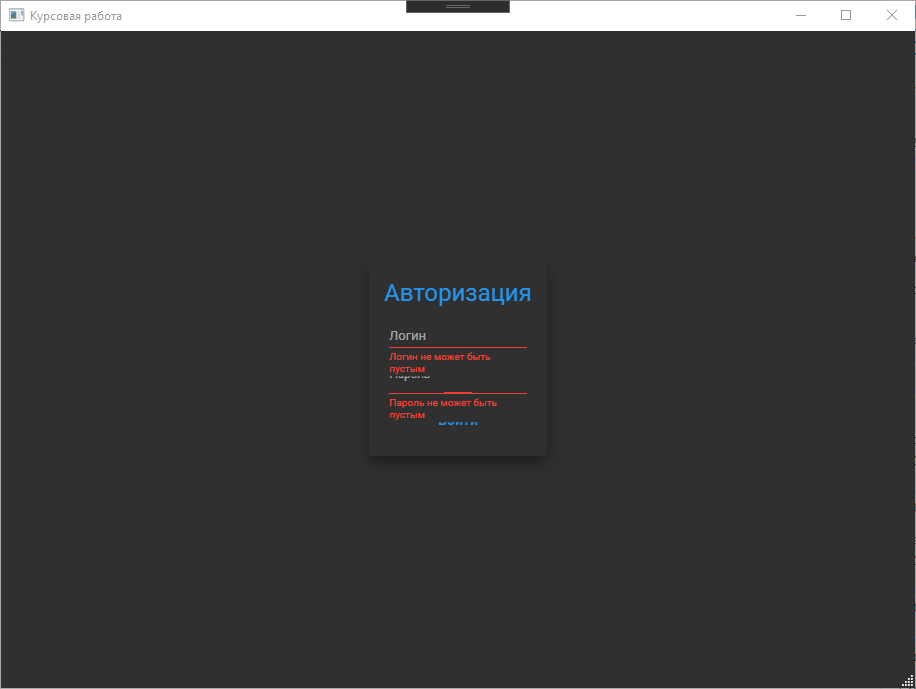 Курсовая работа
Авторизация
Логин
Логин не может быть
пустым
Пароль
Пароль не может быть
пустым
Войти